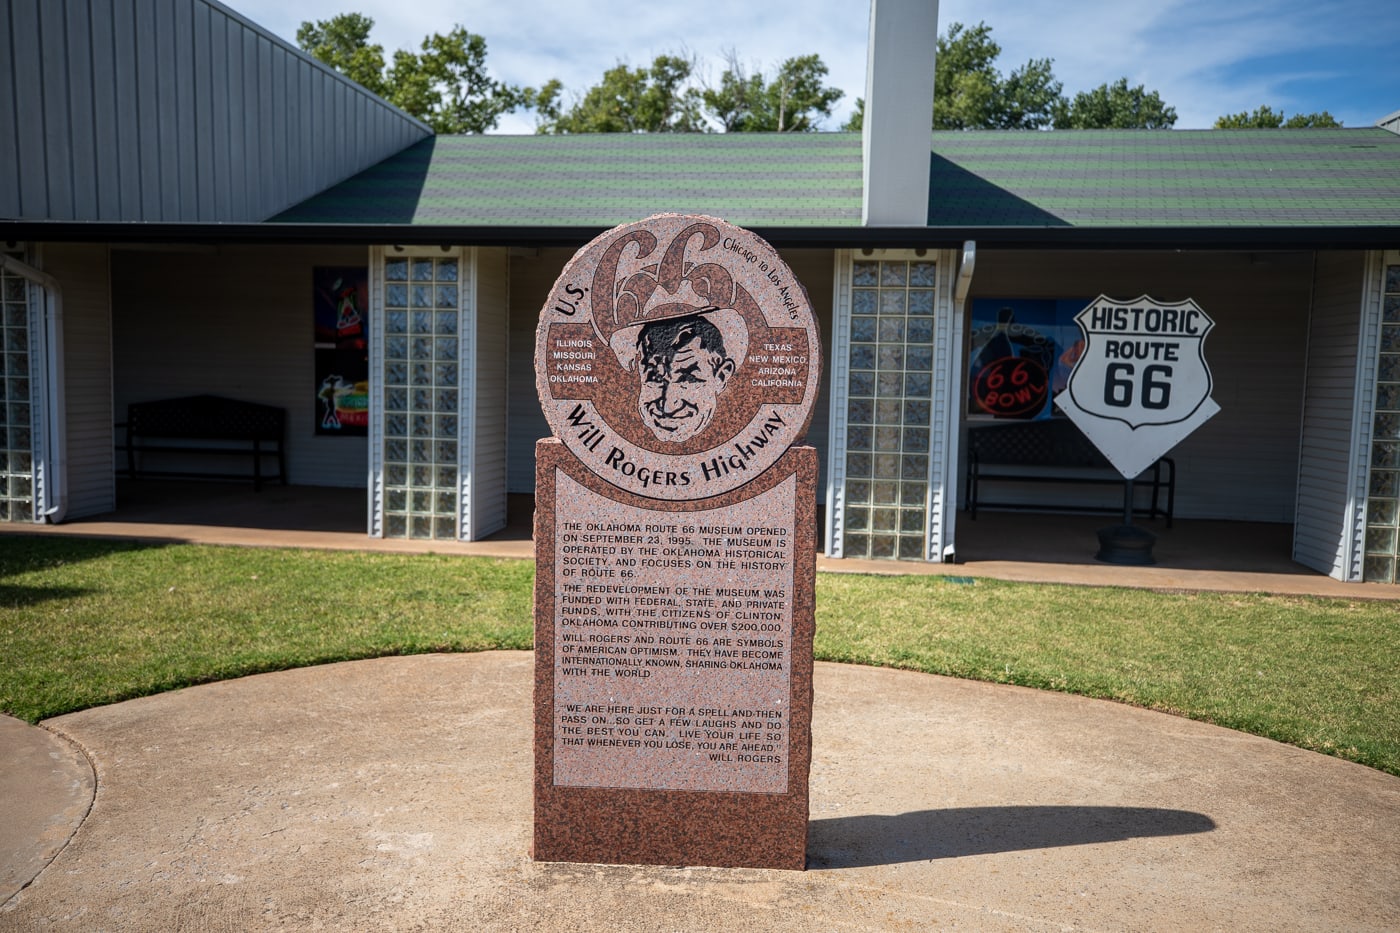 66
Chicago to Los Angeles
U.S.
ILLINOIS
MISSOURI
KANSAS
OKLAHOMA
TEXAS
NEW MEXICO
ARIZONA
CALIFORNIA
Will Rogers Highway
THE OKLAHOMA ROUTE 66 MUSEUM OPENED
ON SEPTEMBER 23, 1995. THE MUSEUM IS
OPERATED BY THE OKLAHOMA HISTORICAL
SOCIETY, AND FOCUSES ON THE HISTORY
OF ROUTE 66.
THE REDEVELOPMENT OF THE MUSEUM WAS
FUNDED WITH FEDERAL, STATE, AND PRIVATE
FUNDS, WITH THE CITIZENS OF CLINTON,
OKLAHOMA CONTRIBUTING OVER $200,000.
WILL ROGERS AND ROUTE 66 ARE SYMBOLS
OF AMERICAN OPTIMISM. THEY HAVE BECOME
INTERNATIONALLY KNOWN, SHARING OKLAHOMA
WITH THE WORLD
"WE ARE HERE JUST FOR A SPELL AND THEN
PASS ON...SO GET A FEW LAUGHS AND DO
THE BEST YOU CAN. LIVE YOUR LIFE SO
THAT WHENEVER YOU LOSE, YOU ARE AHEAD."
WILL ROGERS
66
BOWL
HISTORIC
ROUTE
66